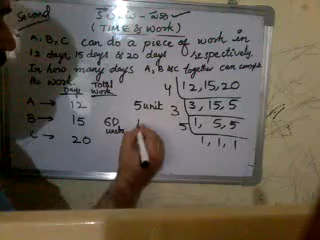 Second
(TIME & WORK)
A, B, C can do a piece of work in
12 days, 15 days & 20 days respectively.
In how many days A, B & C together can
the work.
Days Total Work
4 | 12, 15, 20
A → 12 5 unit
3 | 3, 15, 5
B → 15 60 units
5 | 1, 5, 5
C → 20
1, 1, 1